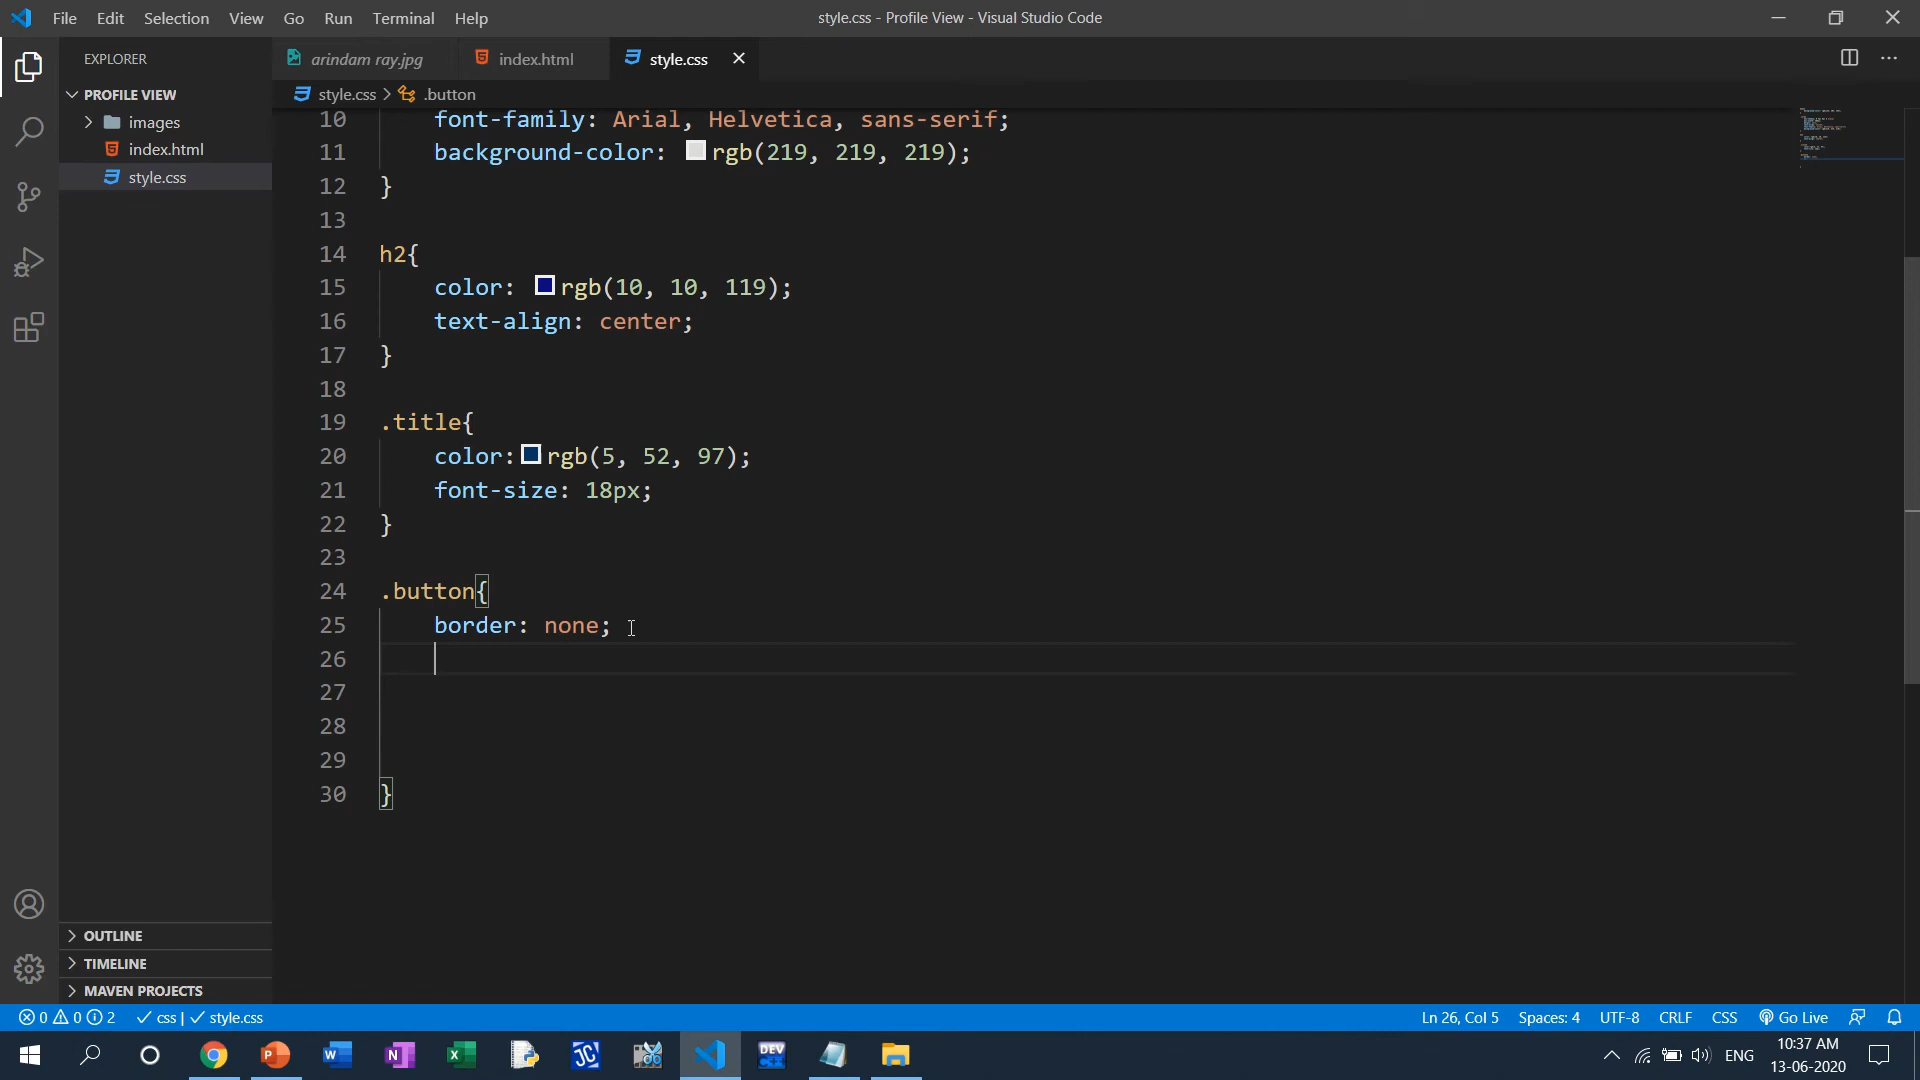 File Edit Selection View Go Run Terminal Help
style.css - Profile View - Visual Studio Code
EXPLORER
arindam ray.jpg
index.html
style.css
PROFILE VIEW
images
index.html
style.css
style.css > .button
10 font-family: Arial, Helvetica, sans-serif;
11 background-color: rgb(219, 219, 219);
12 }
13
14 h2{
15 color: rgb(10, 10, 119);
16 text-align: center;
17 }
18
19 .title{
20 color: rgb(5, 52, 97);
21 font-size: 18px;
22 }
23
24 .button{
25 border: none;
26
27
28
29
30 }
OUTLINE
TIMELINE
MAVEN PROJECTS
0 0 2 css | style.css
Ln 26, Col 5 Spaces: 4 UTF-8 CRLF CSS Go Live
DEV C++
JC
ENG
10:37 AM
13-06-2020